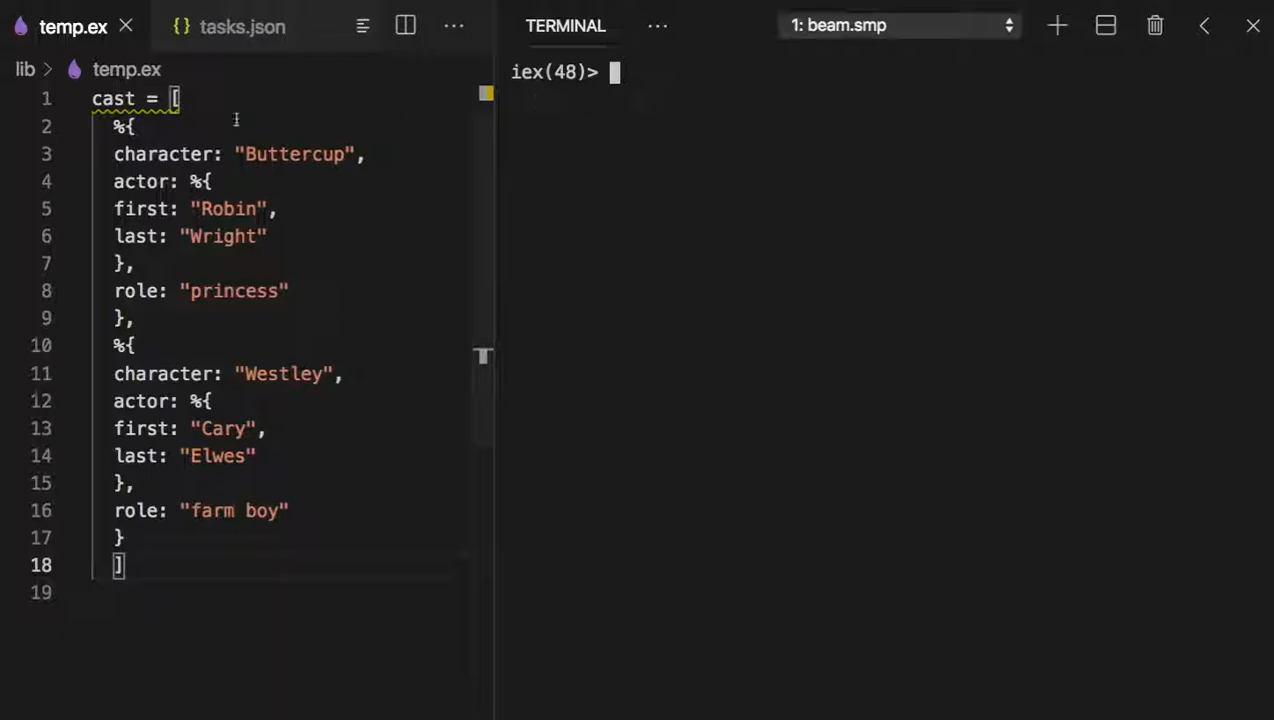 temp.ex
{} tasks.json
TERMINAL
1: beam.smp
lib > temp.ex
1 cast = [
2 %{
3 character: "Buttercup",
4 actor: %{
5 first: "Robin",
6 last: "Wright"
7 },
8 role: "princess"
9 },
10 %{
11 character: "Westley",
12 actor: %{
13 first: "Cary",
14 last: "Elwes"
15 },
16 role: "farm boy"
17 }
18 ]
19
iex(48)>